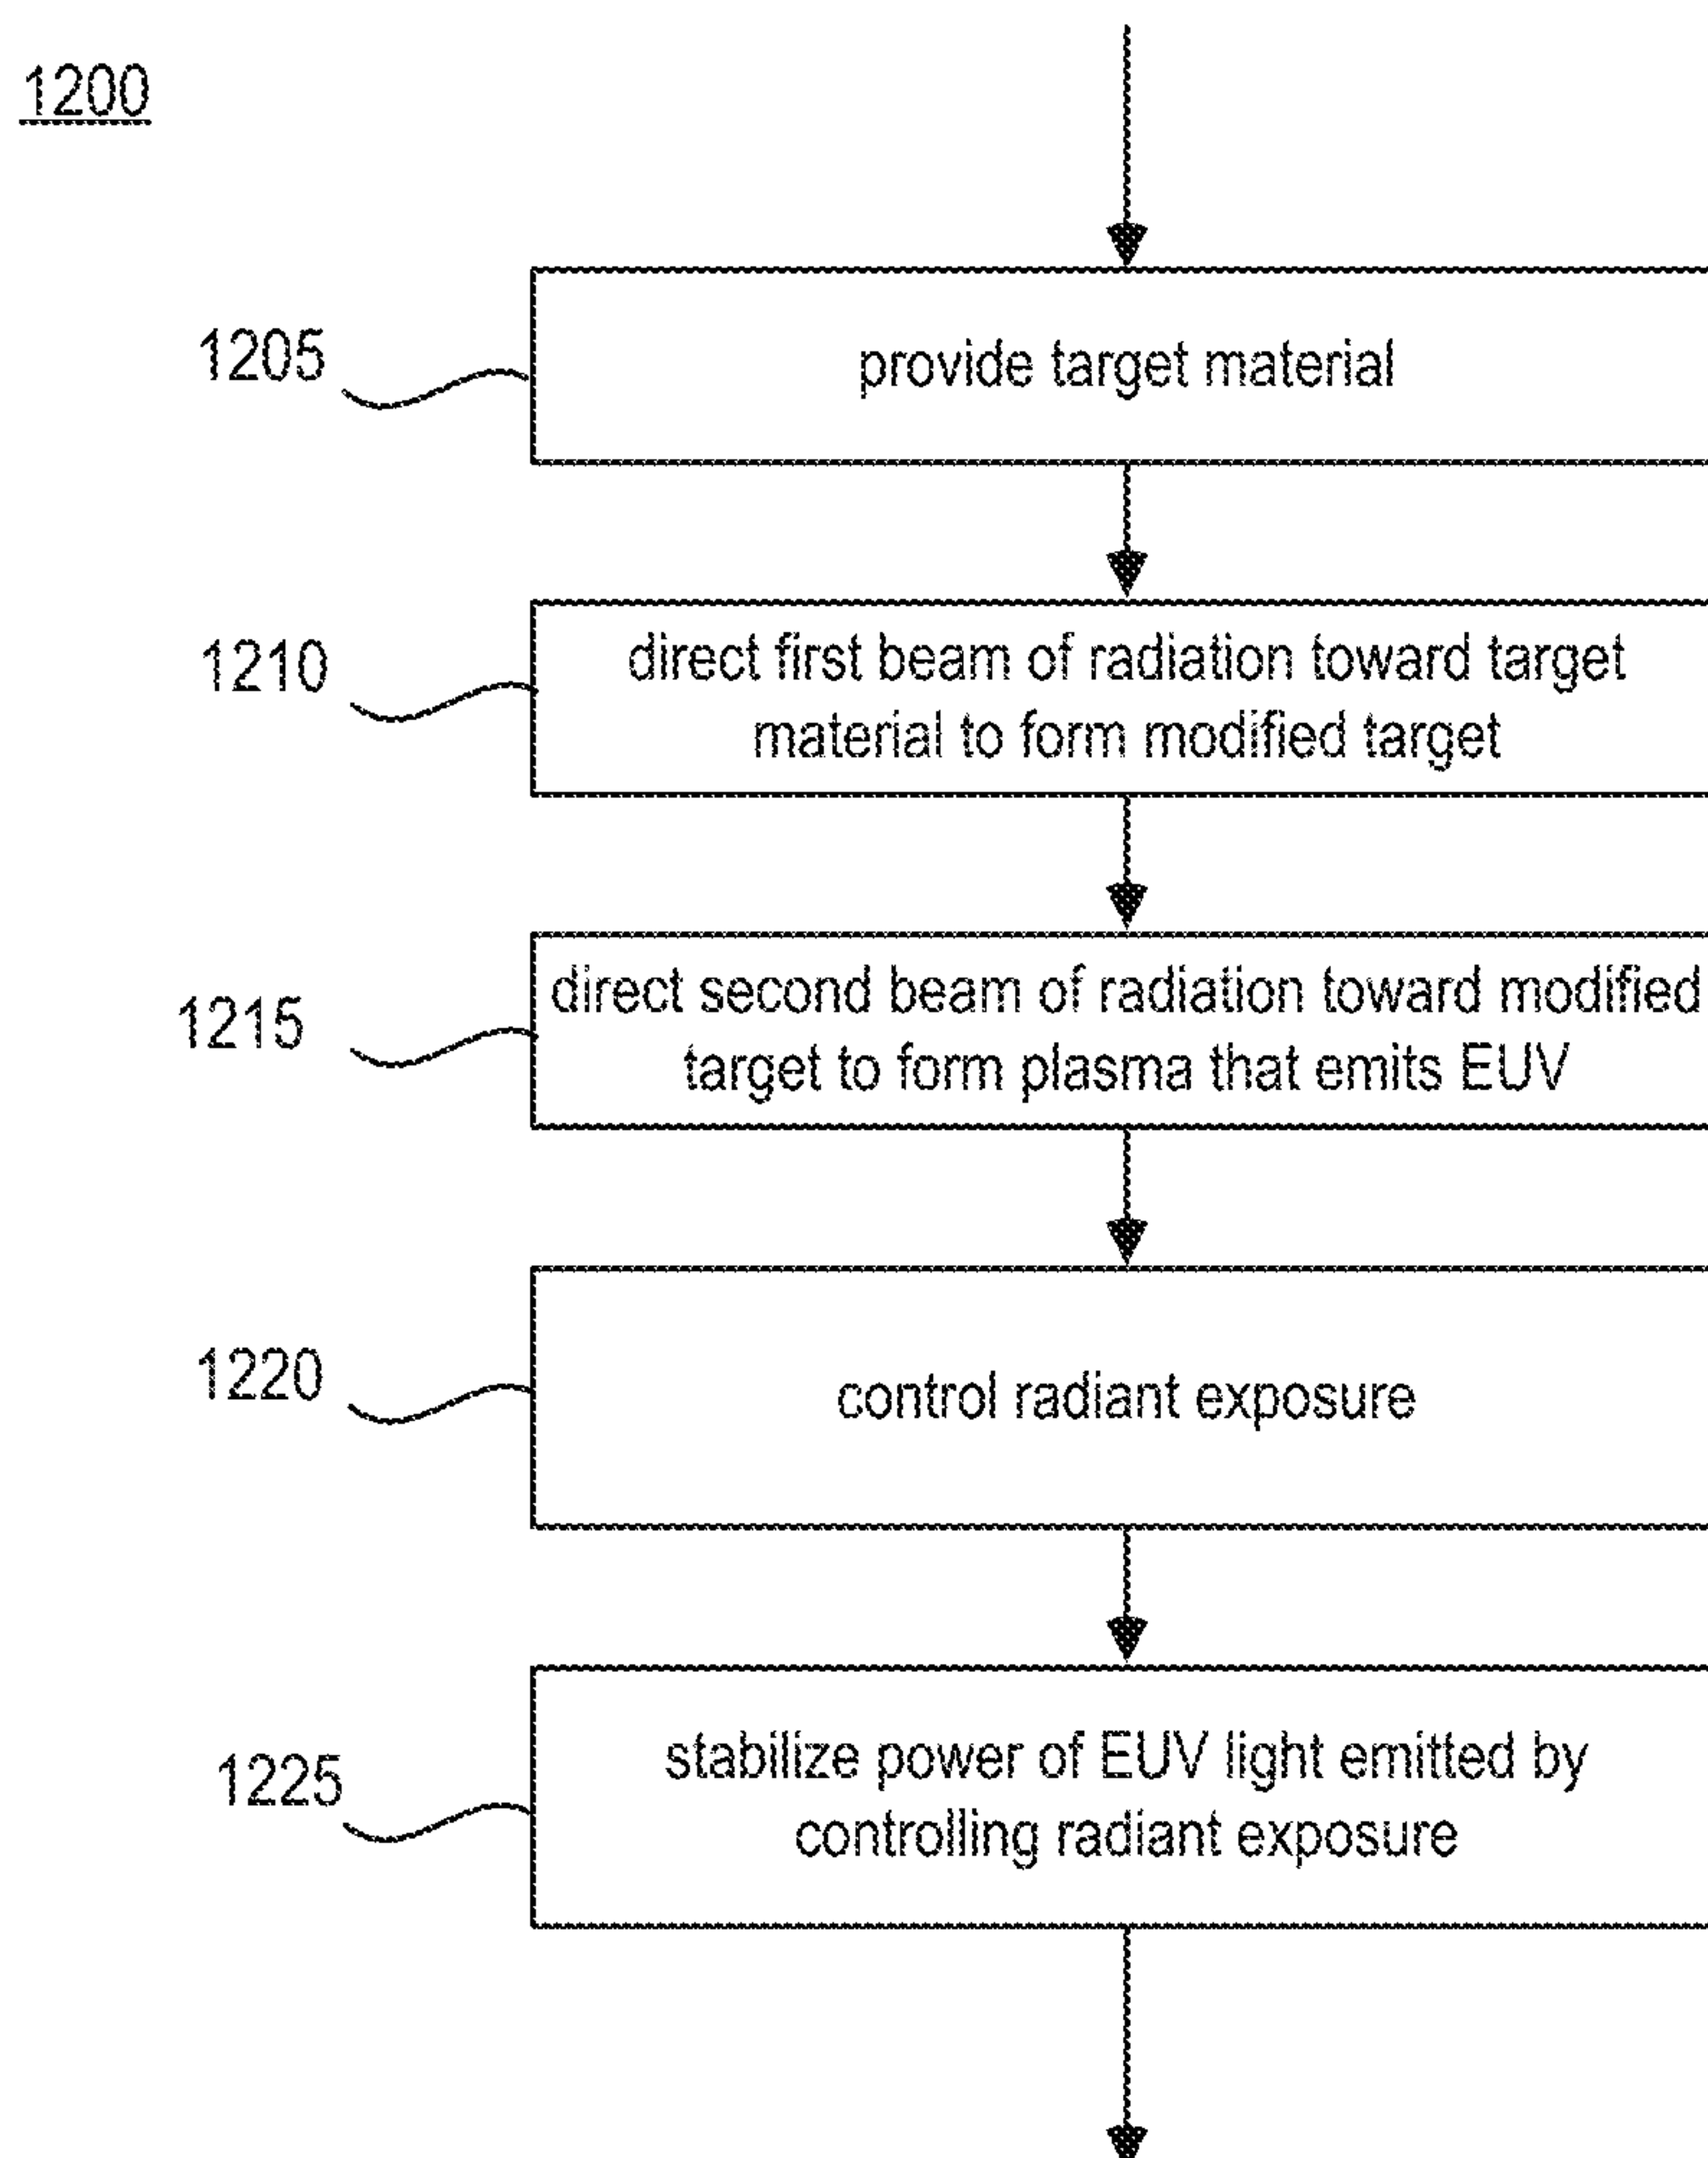 1200
1205
provide target material
1210
direct first beam of radiation toward target
material to form modified target
1215
direct second beam of radiation toward modified
target to form plasma that emits EUV
1220
control radiant exposure
1225
stabilize power of EUV light emitted by
controlling radiant exposure